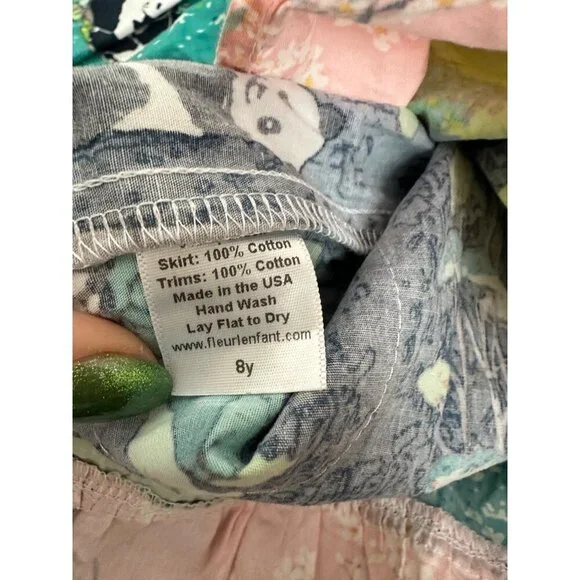 Skirt: 100% Cotton
Trims: 100% Cotton
Made in the USA
Hand Wash
Lay Flat to Dry
www.fleurlenfant.com
8y